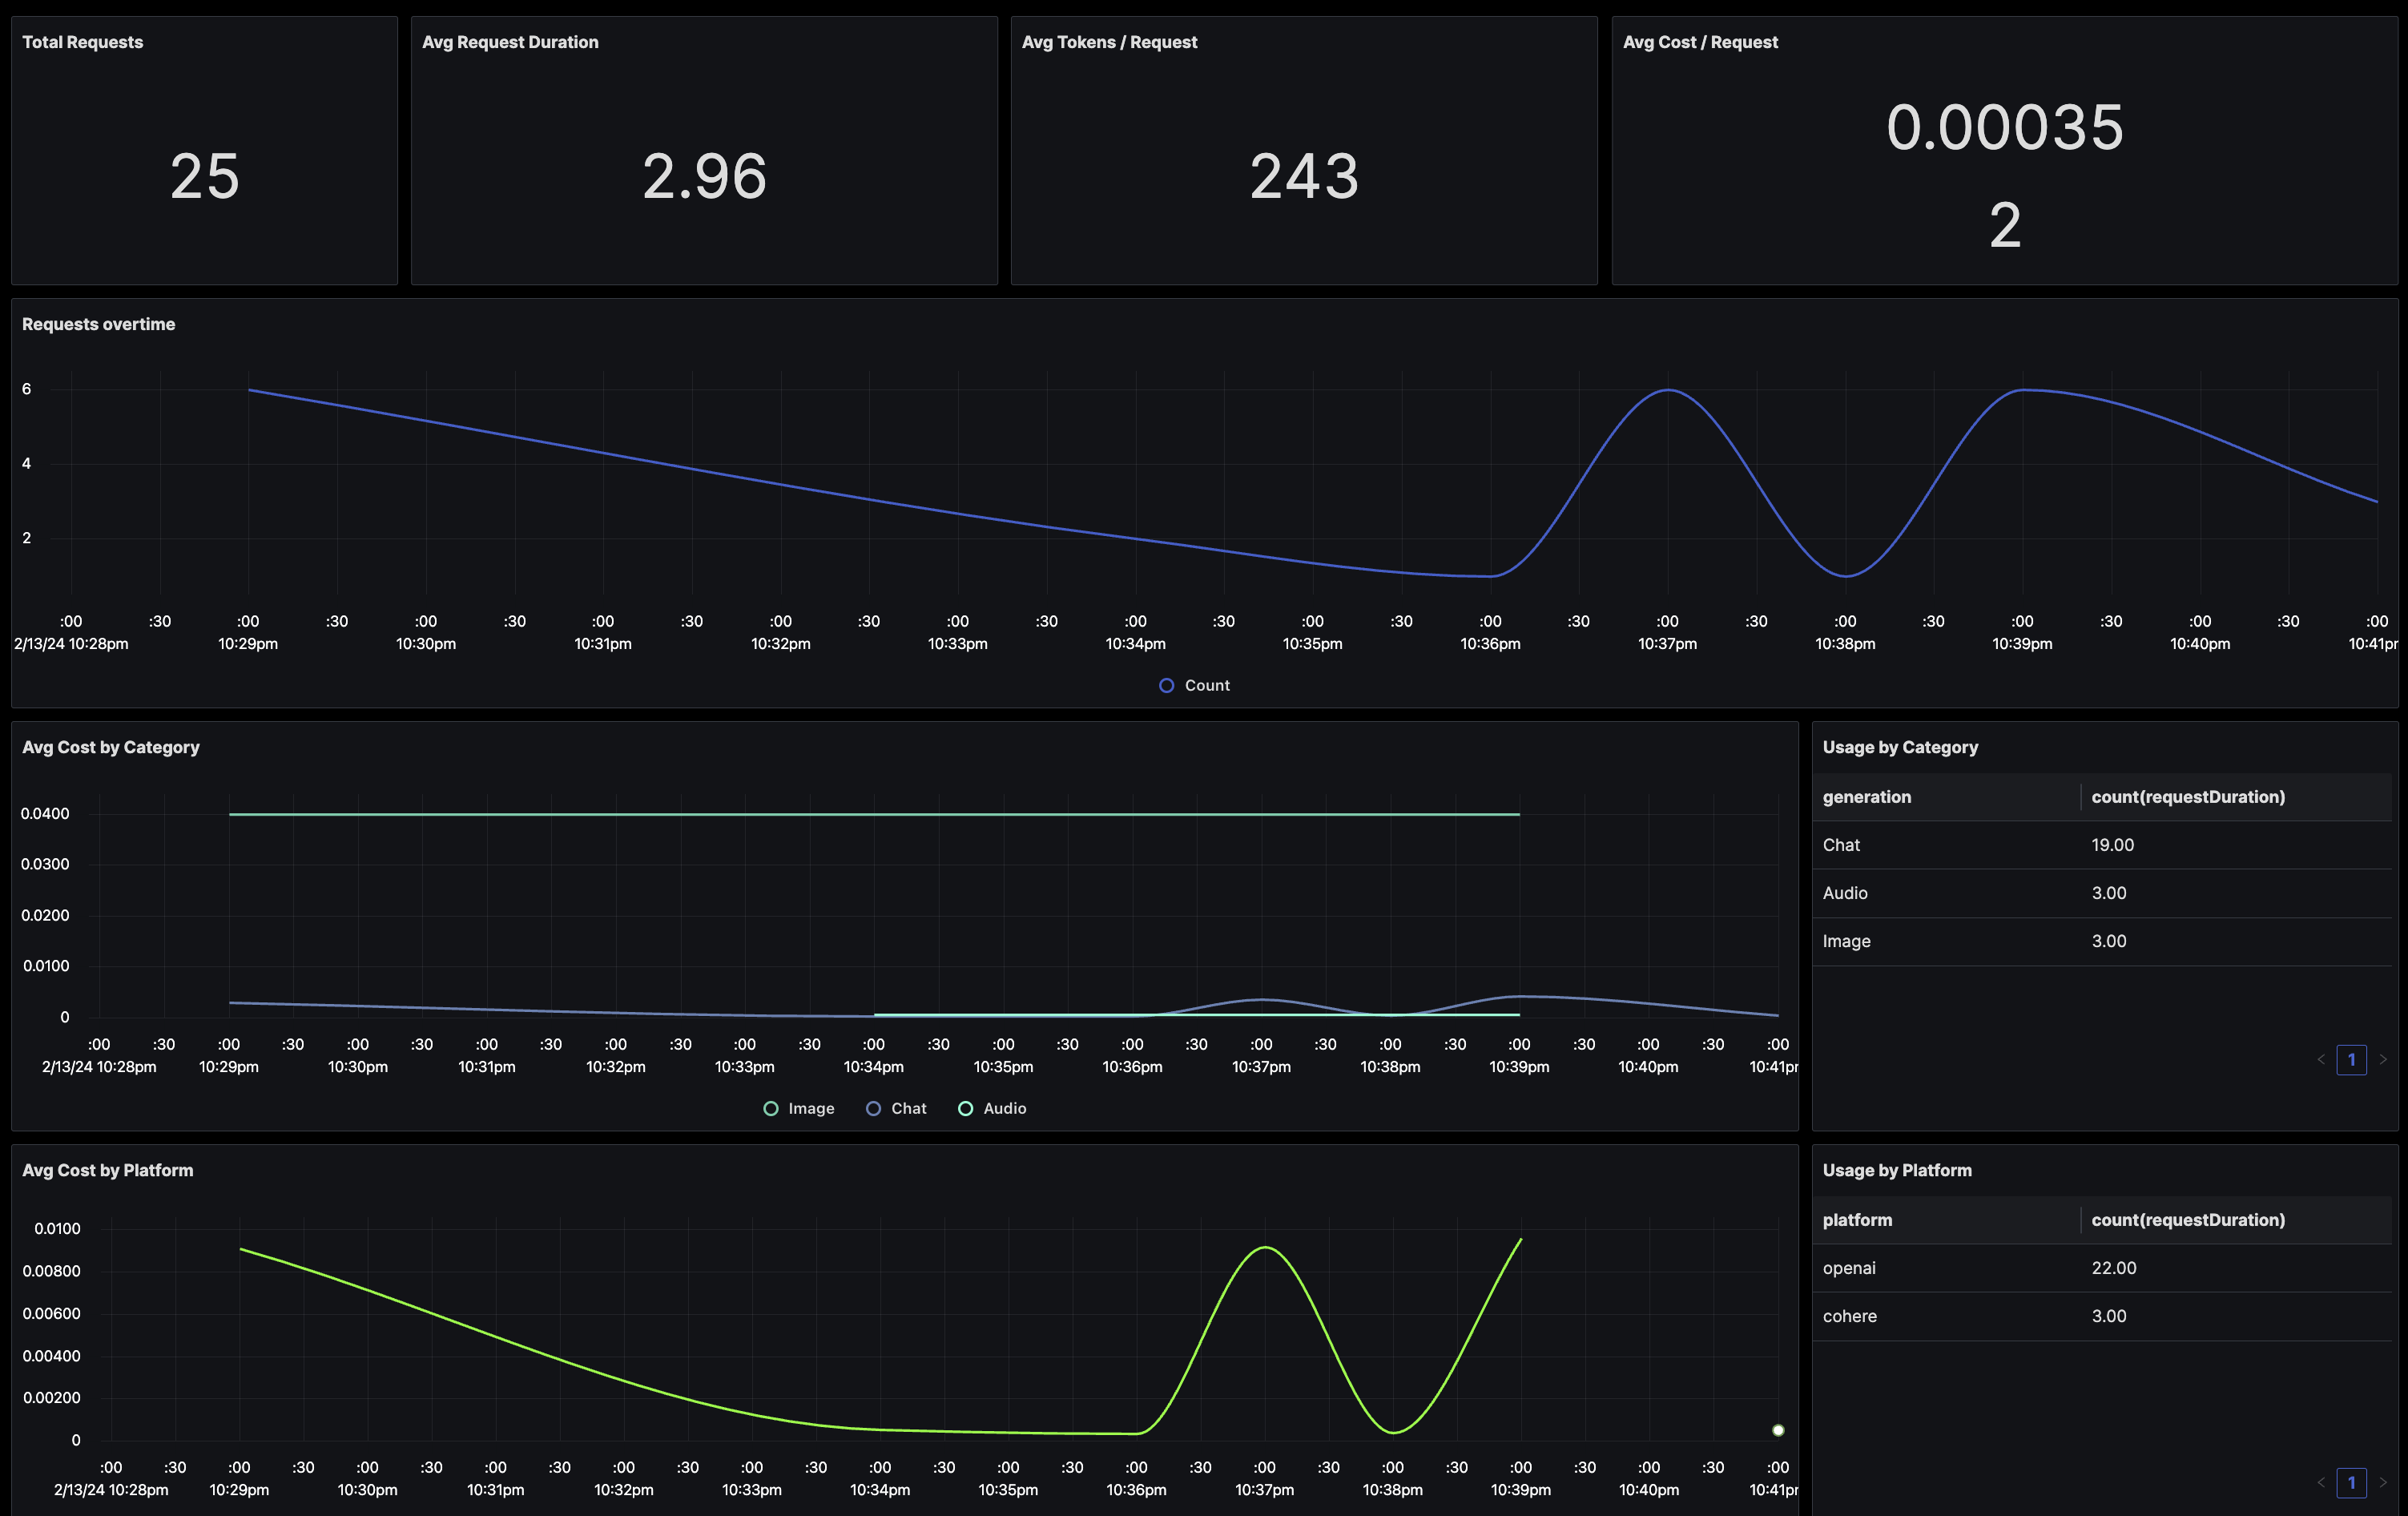 Total Requests
25
Avg Request Duration
2.96
Avg Tokens / Request
243
Avg Cost / Request
0.00035
2
Requests overtime
6
4
2
:00 :30 :00 :30 :00 :30 :00 :30 :00 :30 :00 :30 :00 :30 :00 :30 :00 :30 :00 :30 :00 :30 :00 :30 :00 :30 :00
2/13/24 10:28pm 10:29pm 10:30pm 10:31pm 10:32pm 10:33pm 10:34pm 10:35pm 10:36pm 10:37pm 10:38pm 10:39pm 10:40pm 10:41pr
Count
Avg Cost by Category
0.0400
0.0300
0.0200
0.0100
0
:00 :30 :00 :30 :00 :30 :00 :30 :00 :30 :00 :30 :00 :30 :00 :30 :00 :30 :00 :30 :00 :30 :00 :30 :00 :30 :00
2/13/24 10:28pm 10:29pm 10:30pm 10:31pm 10:32pm 10:33pm 10:34pm 10:35pm 10:36pm 10:37pm 10:38pm 10:39pm 10:40pm 10:41pr
Image Chat Audio
Usage by Category
generation count(requestDuration)
Chat 19.00
Audio 3.00
Image 3.00
< 1 >
Avg Cost by Platform
0.0100
0.00800
0.00600
0.00400
0.00200
0
:00 :30 :00 :30 :00 :30 :00 :30 :00 :30 :00 :30 :00 :30 :00 :30 :00 :30 :00 :30 :00 :30 :00 :30 :00 :30 :00
2/13/24 10:28pm 10:29pm 10:30pm 10:31pm 10:32pm 10:33pm 10:34pm 10:35pm 10:36pm 10:37pm 10:38pm 10:39pm 10:40pm 10:41pr
Usage by Platform
platform count(requestDuration)
openai 22.00
cohere 3.00
< 1 >